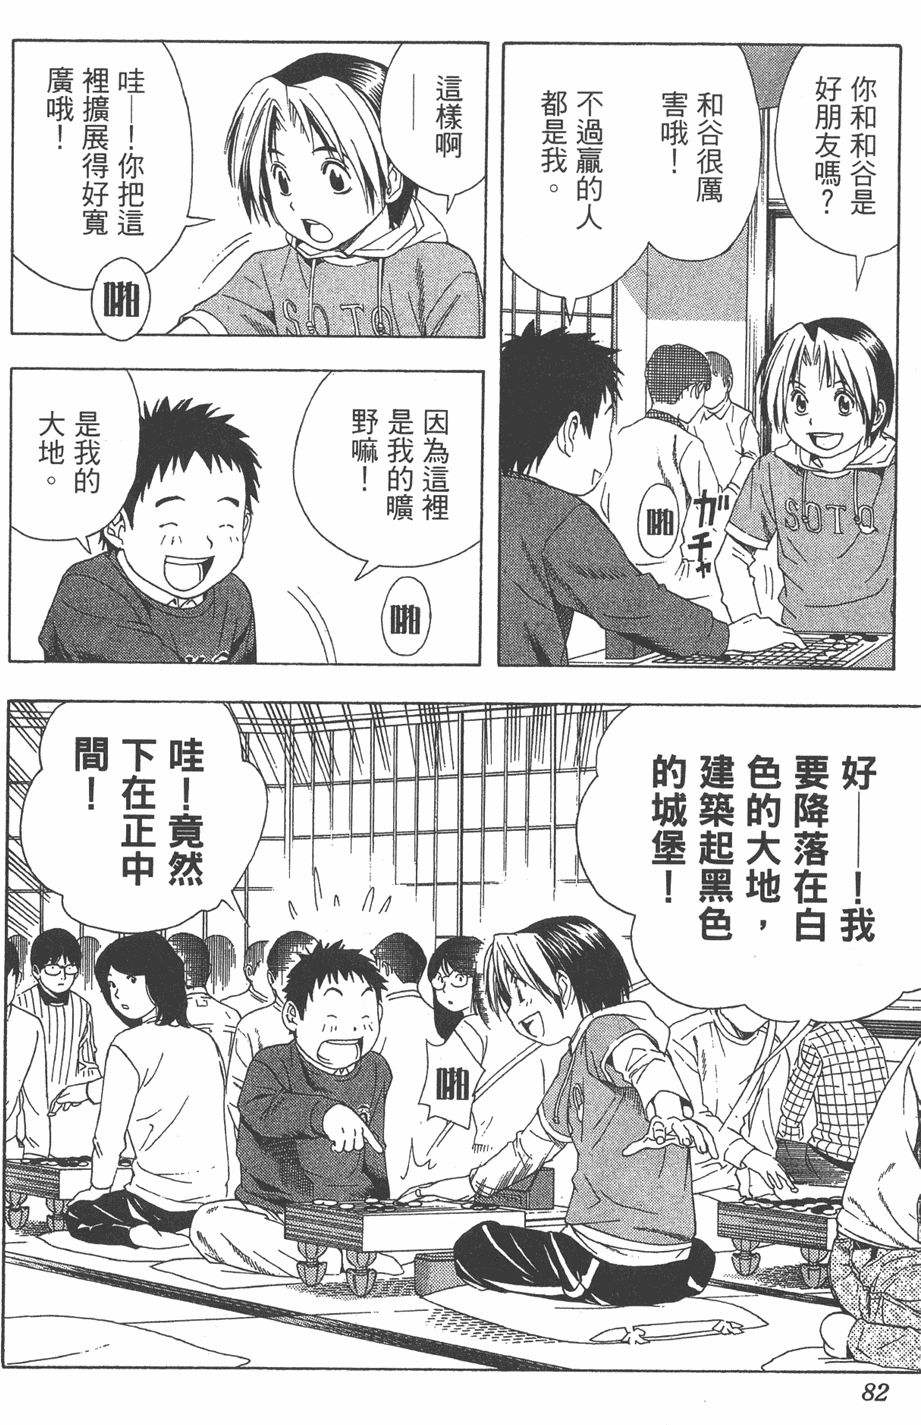 你和和谷是
好朋友嗎？
和谷很厲
害哦！
不過贏的人
都是我。
啪
ガチャ
SOTO
這樣啊
——
哇—！你把這
裡擴展得好寬
廣哦！
啪
SOTO
因為這裡
是我的曠
野嘛！
是我的
大地。
啪
好——！我
要降落在白
色的大地，
建築起黑色
的城堡！
哇！竟然
下在正中
間！
啪
82